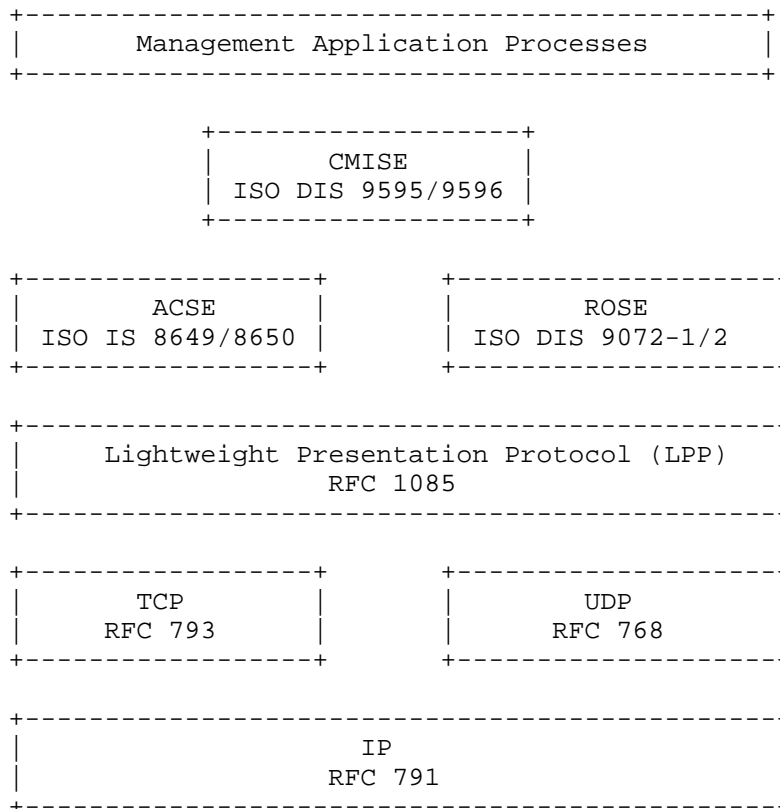 Management Application Processes
CMISE
ISO DIS 9595/9596
ACSE ROSE
ISO IS 8649/8650 ISO DIS 9072-1/2
Lightweight Presentation Protocol (LPP)
RFC 1085
TCP UDP
RFC 793 RFC 768
IP
RFC 791